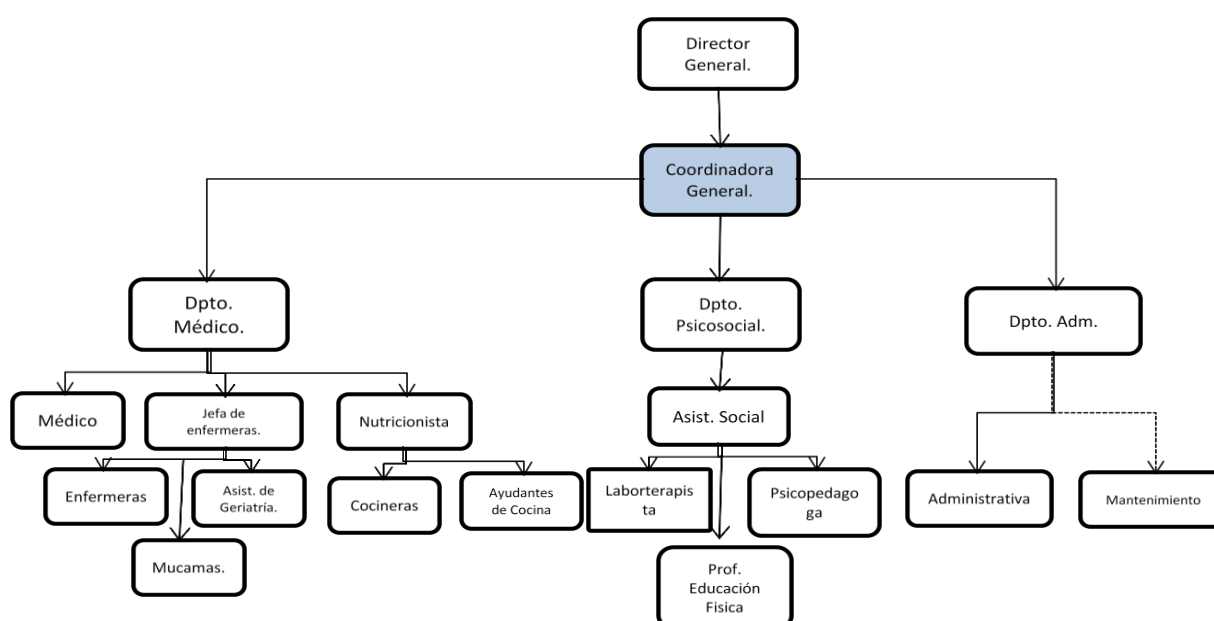 Director
General.
Coordinadora
General.
Dpto.
Médico.
Dpto.
Psicosocial.
Dpto. Adm.
Médico
Jefa de
enfermeras.
Nutricionista
Asist. Social
Enfermeras
Asist. de
Geriatría.
Cocineras
Ayudantes
de Cocina
Laborterapis
ta
Psicopedago
ga
Administrativa
Mantenimiento
Mucamas.
Prof.
Educación
Fisica